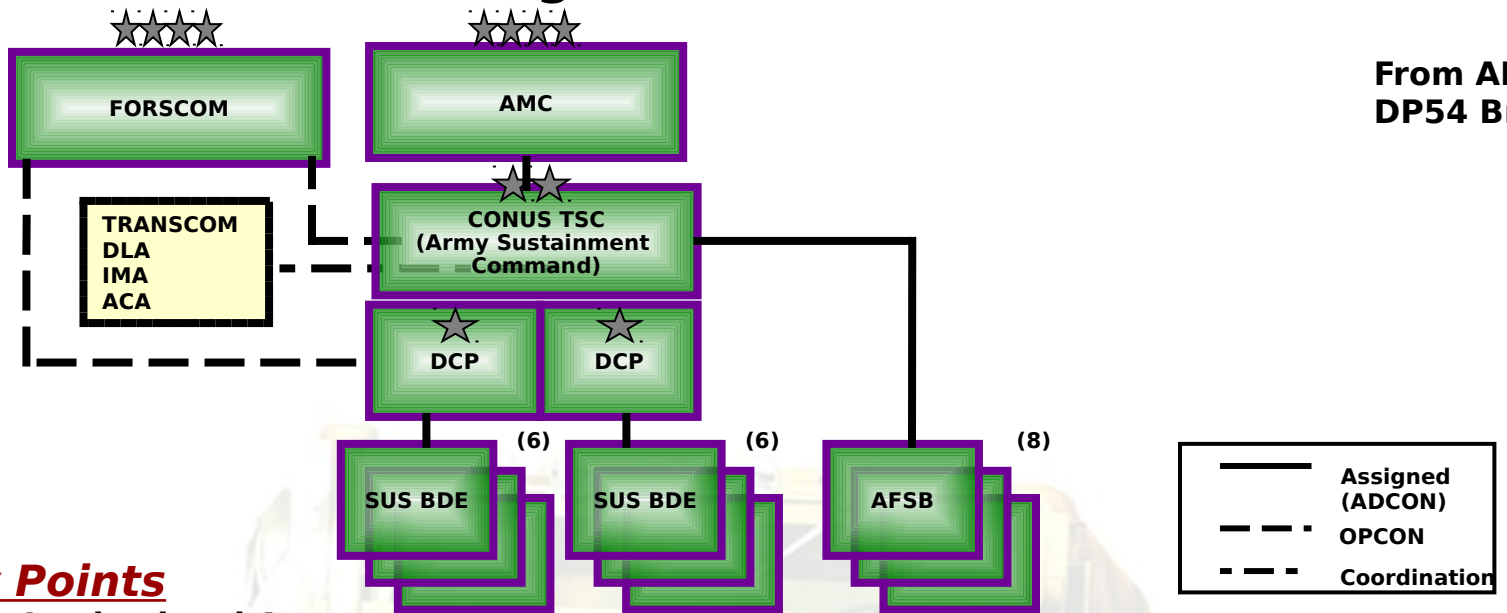 FORSCOM
AMC
From
DP54
TRANSCOM
DLA
IMA
ACA
CONUS TSC
(Army Sustainment
Command)
DCP
DCP
(6)
(6)
(8)
SUS BDE
SUS BDE
AFSB
Assigned
(ADCON)
OPCON
Coordination
Points